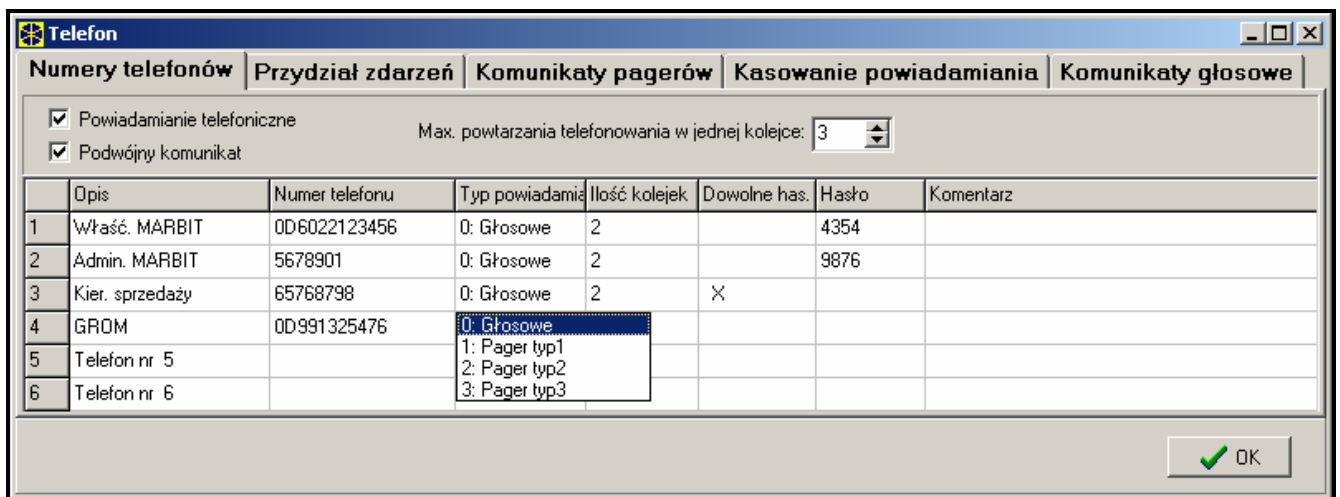 Telefon
Numery telefonów Przydział zdarzeń Komunikaty pagerów Kasowanie powiadamiania Komunikaty głosowe
Powiadamianie telefoniczne
Max. powtarzania telefonowania w jednej kolejce: 3
Podwójny komunikat
Opis Numer telefonu Typ powiadamia Ilość kolejek Dowolne has. Hasło Komentarz
1 Właść. MARBIT 0D6022123456 0: Głosowe 2 4354
2 Admin. MARBIT 5678901 0: Głosowe 2 9876
3 Kier. sprzedaży 65768798 0: Głosowe 2 X
4 GROM 0D991325476 0: Głosowe
1: Pager typ1
5 Telefon nr 5 2: Pager typ2
6 Telefon nr 6 3: Pager typ3
OK